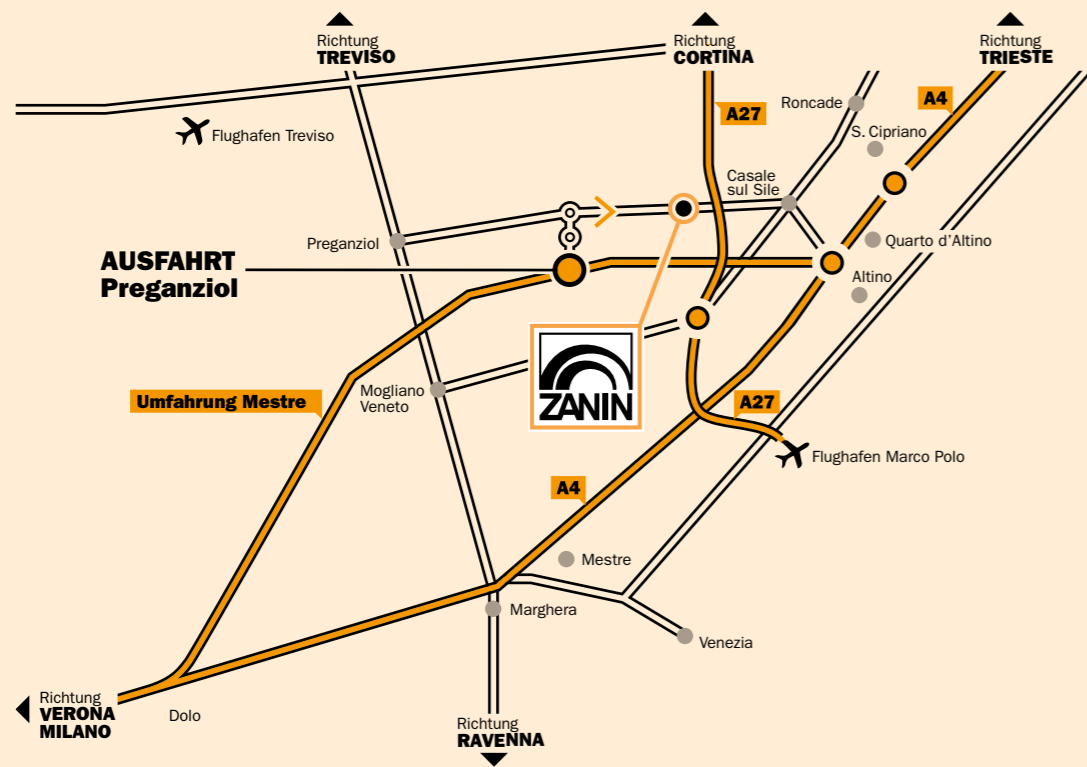 Richtung
TREVISO
Richtung
CORTINA
Richtung
TRIESTE
A27
A4
Roncade
S. Cipriano
Flughafen Treviso
Casale
sul Sile
Preganziol
Quarto d'Altino
AUSFAHRT
Preganziol
Altino
ZANIN
Mogliano
Veneto
Umfahrung Mestre
A27
Flughafen Marco Polo
A4
Mestre
Marghera
Venezia
Richtung
VERONA
MILANO
Dolo
Richtung
RAVENNA